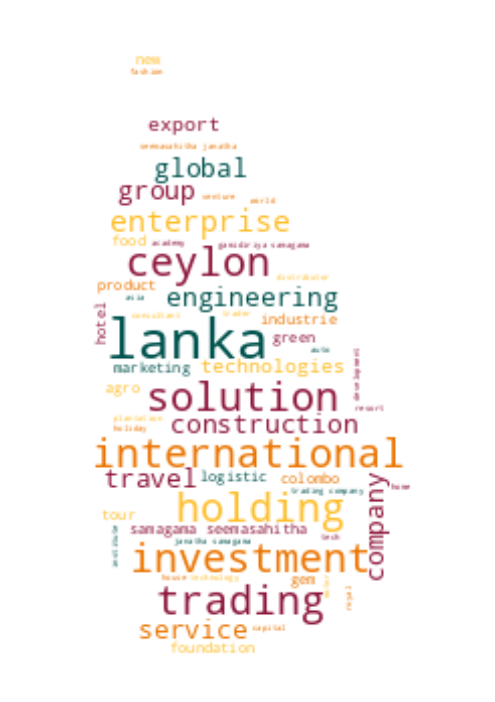 new
fashion
export
seemasahitha janatha
global
group venture world
enterprise
food academy gamidiriya samagama
ceylon
distributor
product
asia engineering
hotel consultant trader industrie
lanka green
auto
marketing technologies
development
agro solution
resort
plantation
holiday construction
international
travel logistic colombo
company home
trading company
holding
tour
samagama seemasahitha
institute janatha samagama tech
investment
house technology gem
motor
trading royal
service capital
foundation